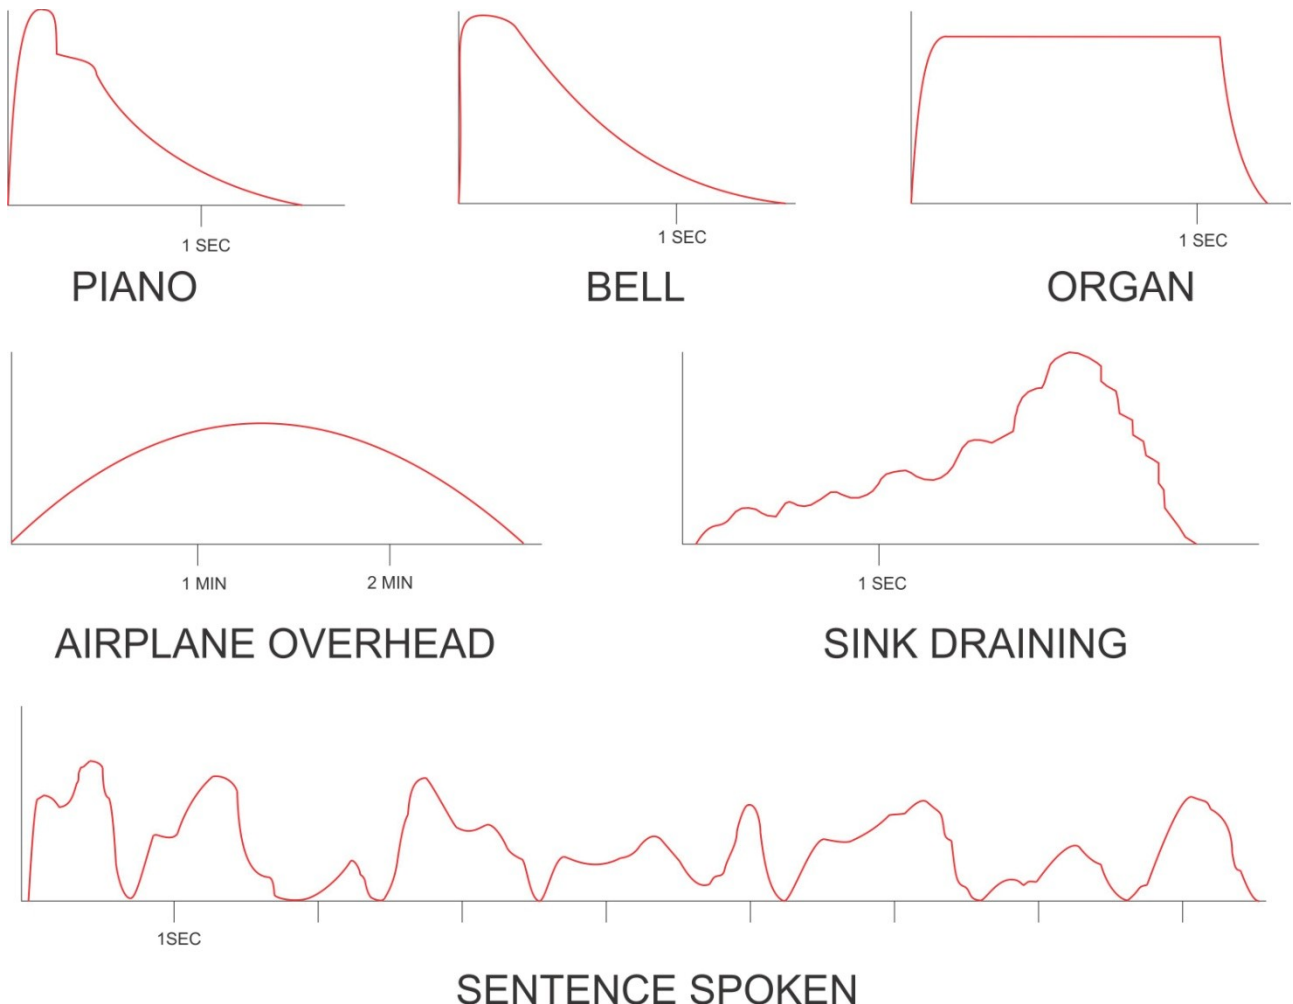 1 SEC
1 SEC
1 SEC
PIANO
BELL
ORGAN
1 MIN
2 MIN
1 SEC
AIRPLANE OVERHEAD
SINK DRAINING
1SEC
SENTENCE SPOKEN